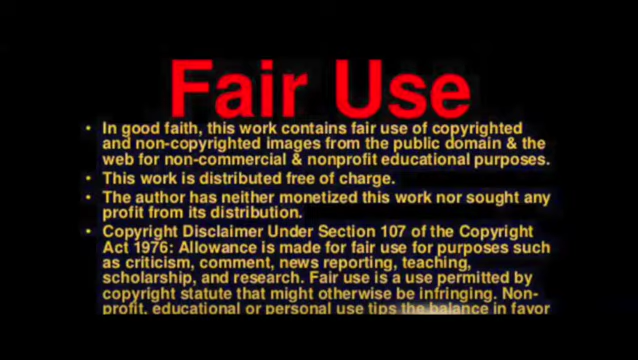 Fair Use
• In good faith, this work contains fair use of copyrighted
and non-copyrighted images from the public domain & the
web for non-commercial & nonprofit educational purposes.
• This work is distributed free of charge.
• The author has neither monetized this work nor sought any
profit from its distribution.
• Copyright Disclaimer Under Section 107 of the Copyright
Act 1976: Allowance is made for fair use for purposes such
as criticism, comment, news reporting, teaching,
scholarship, and research. Fair use is a use permitted by
copyright statute that might otherwise be infringing. Non-
profit, educational or personal use tips the balance in favor